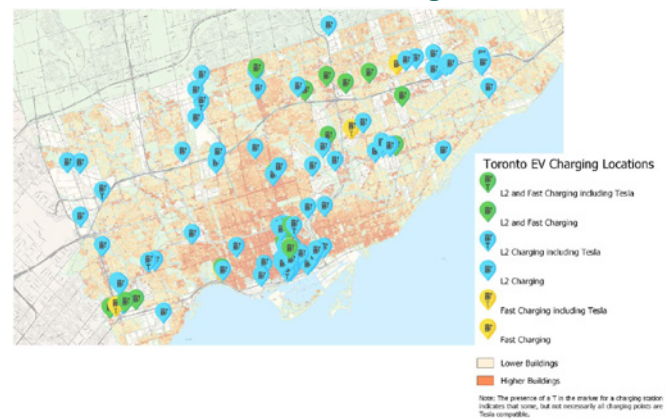 Toronto EV Charging Locations
L2 and Fast Charging including Tesla
L2 and Fast Charging
L2 Charging including Tesla
L2 Charging
Fast Charging including Tesla
Fast Charging
Lower Buildings
Higher Buildings
Note: The presence of a T in the marker for a charging station
indicates that some, but not necessarily all charging points are
Tesla compatible.